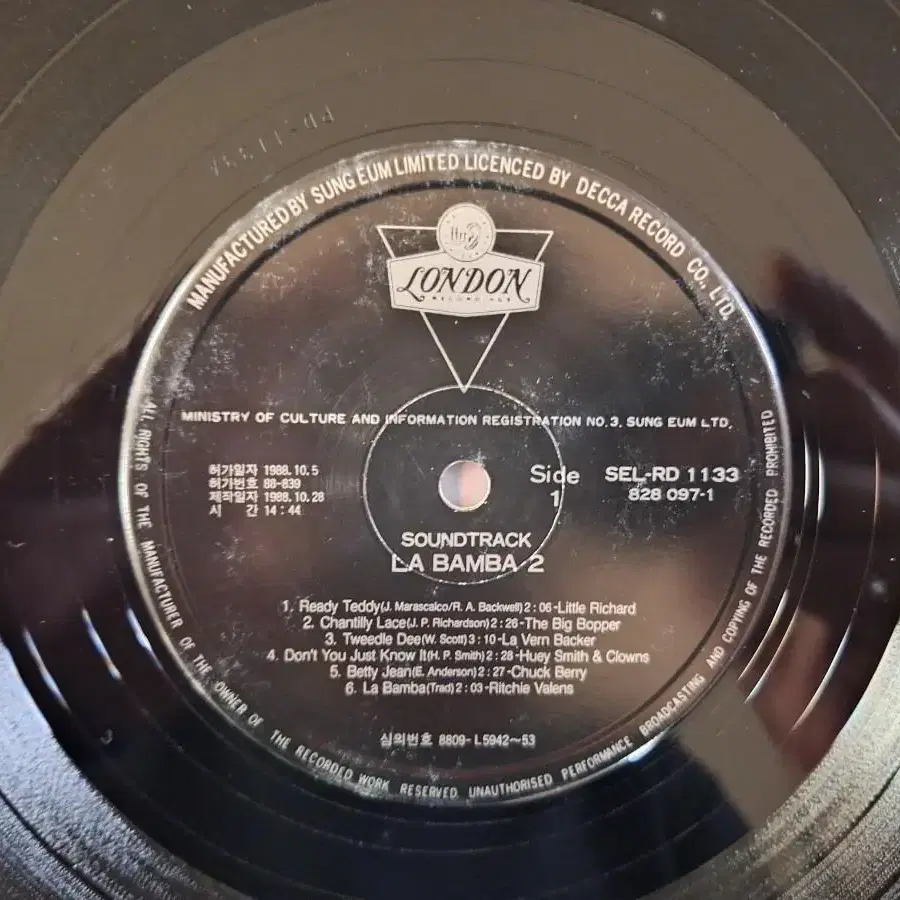 MANUFACTURED BY SUNG EUM LIMITED LICENCED BY DECCA RECORD CO., LTD.
LONDON
RECORDINGS
MINISTRY OF CULTURE AND INFORMATION REGISTRATION NO.3. SUNG EUM LTD,
허가일자 1988.10.5
허가번호 88-839
제작일자 1988.10.28
시 간 14:44
Side
1
SEL-RD 1133
828 097-1
SOUNDTRACK
LA BAMBA 2
1. Ready Teddy(J. Marascalco/R. A. Backwell)2:06-Little Richard
2. Chantilly Lace(J. P. Richardson)2:26-The Big Bopper
3. Tweedle Dee(W. Scott)3:10-La Vern Backer
4. Don't You Just Know It(H. P. Smith)2:28-Huey Smith & Clowns
5. Betty Jean(E. Anderson)2:27-Chuck Berry
6. La Bamba(Trad)2:03-Ritchie Valens
심의번호 8809-L5942~53
ALL RIGHTS OF THE MANUFACTURER OF THE OWNER OF THE RECORDED WORK RESERVED. UNAUTHORISED PERFORMANCE BROADCASTING AND COPYING OF THE RECORDED PROHIBITED